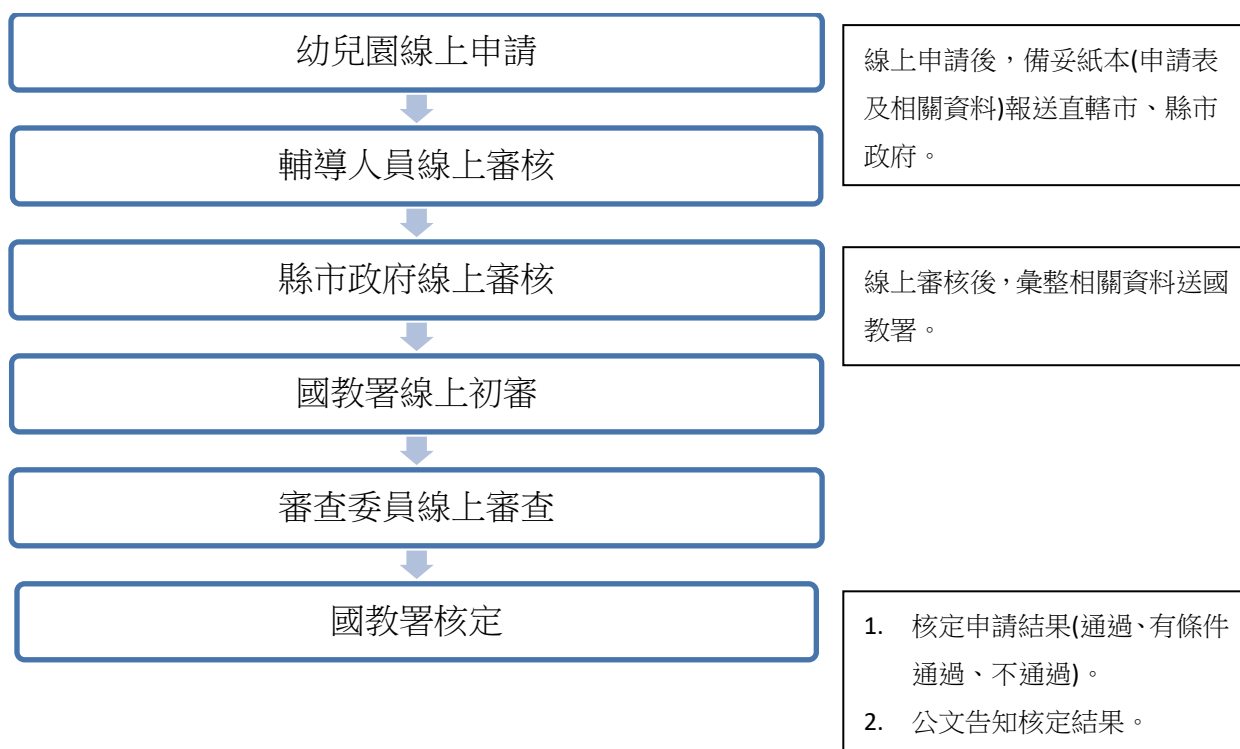 幼兒園線上申請
線上申請後，備妥紙本(申請表
及相關資料)報送直轄市、縣市
政府。
輔導人員線上審核
縣市政府線上審核
線上審核後，彙整相關資料送國
教署。
國教署線上初審
審查委員線上審查
國教署核定
1. 核定申請結果(通過、有條件
通過、不通過)。
2. 公文告知核定結果。